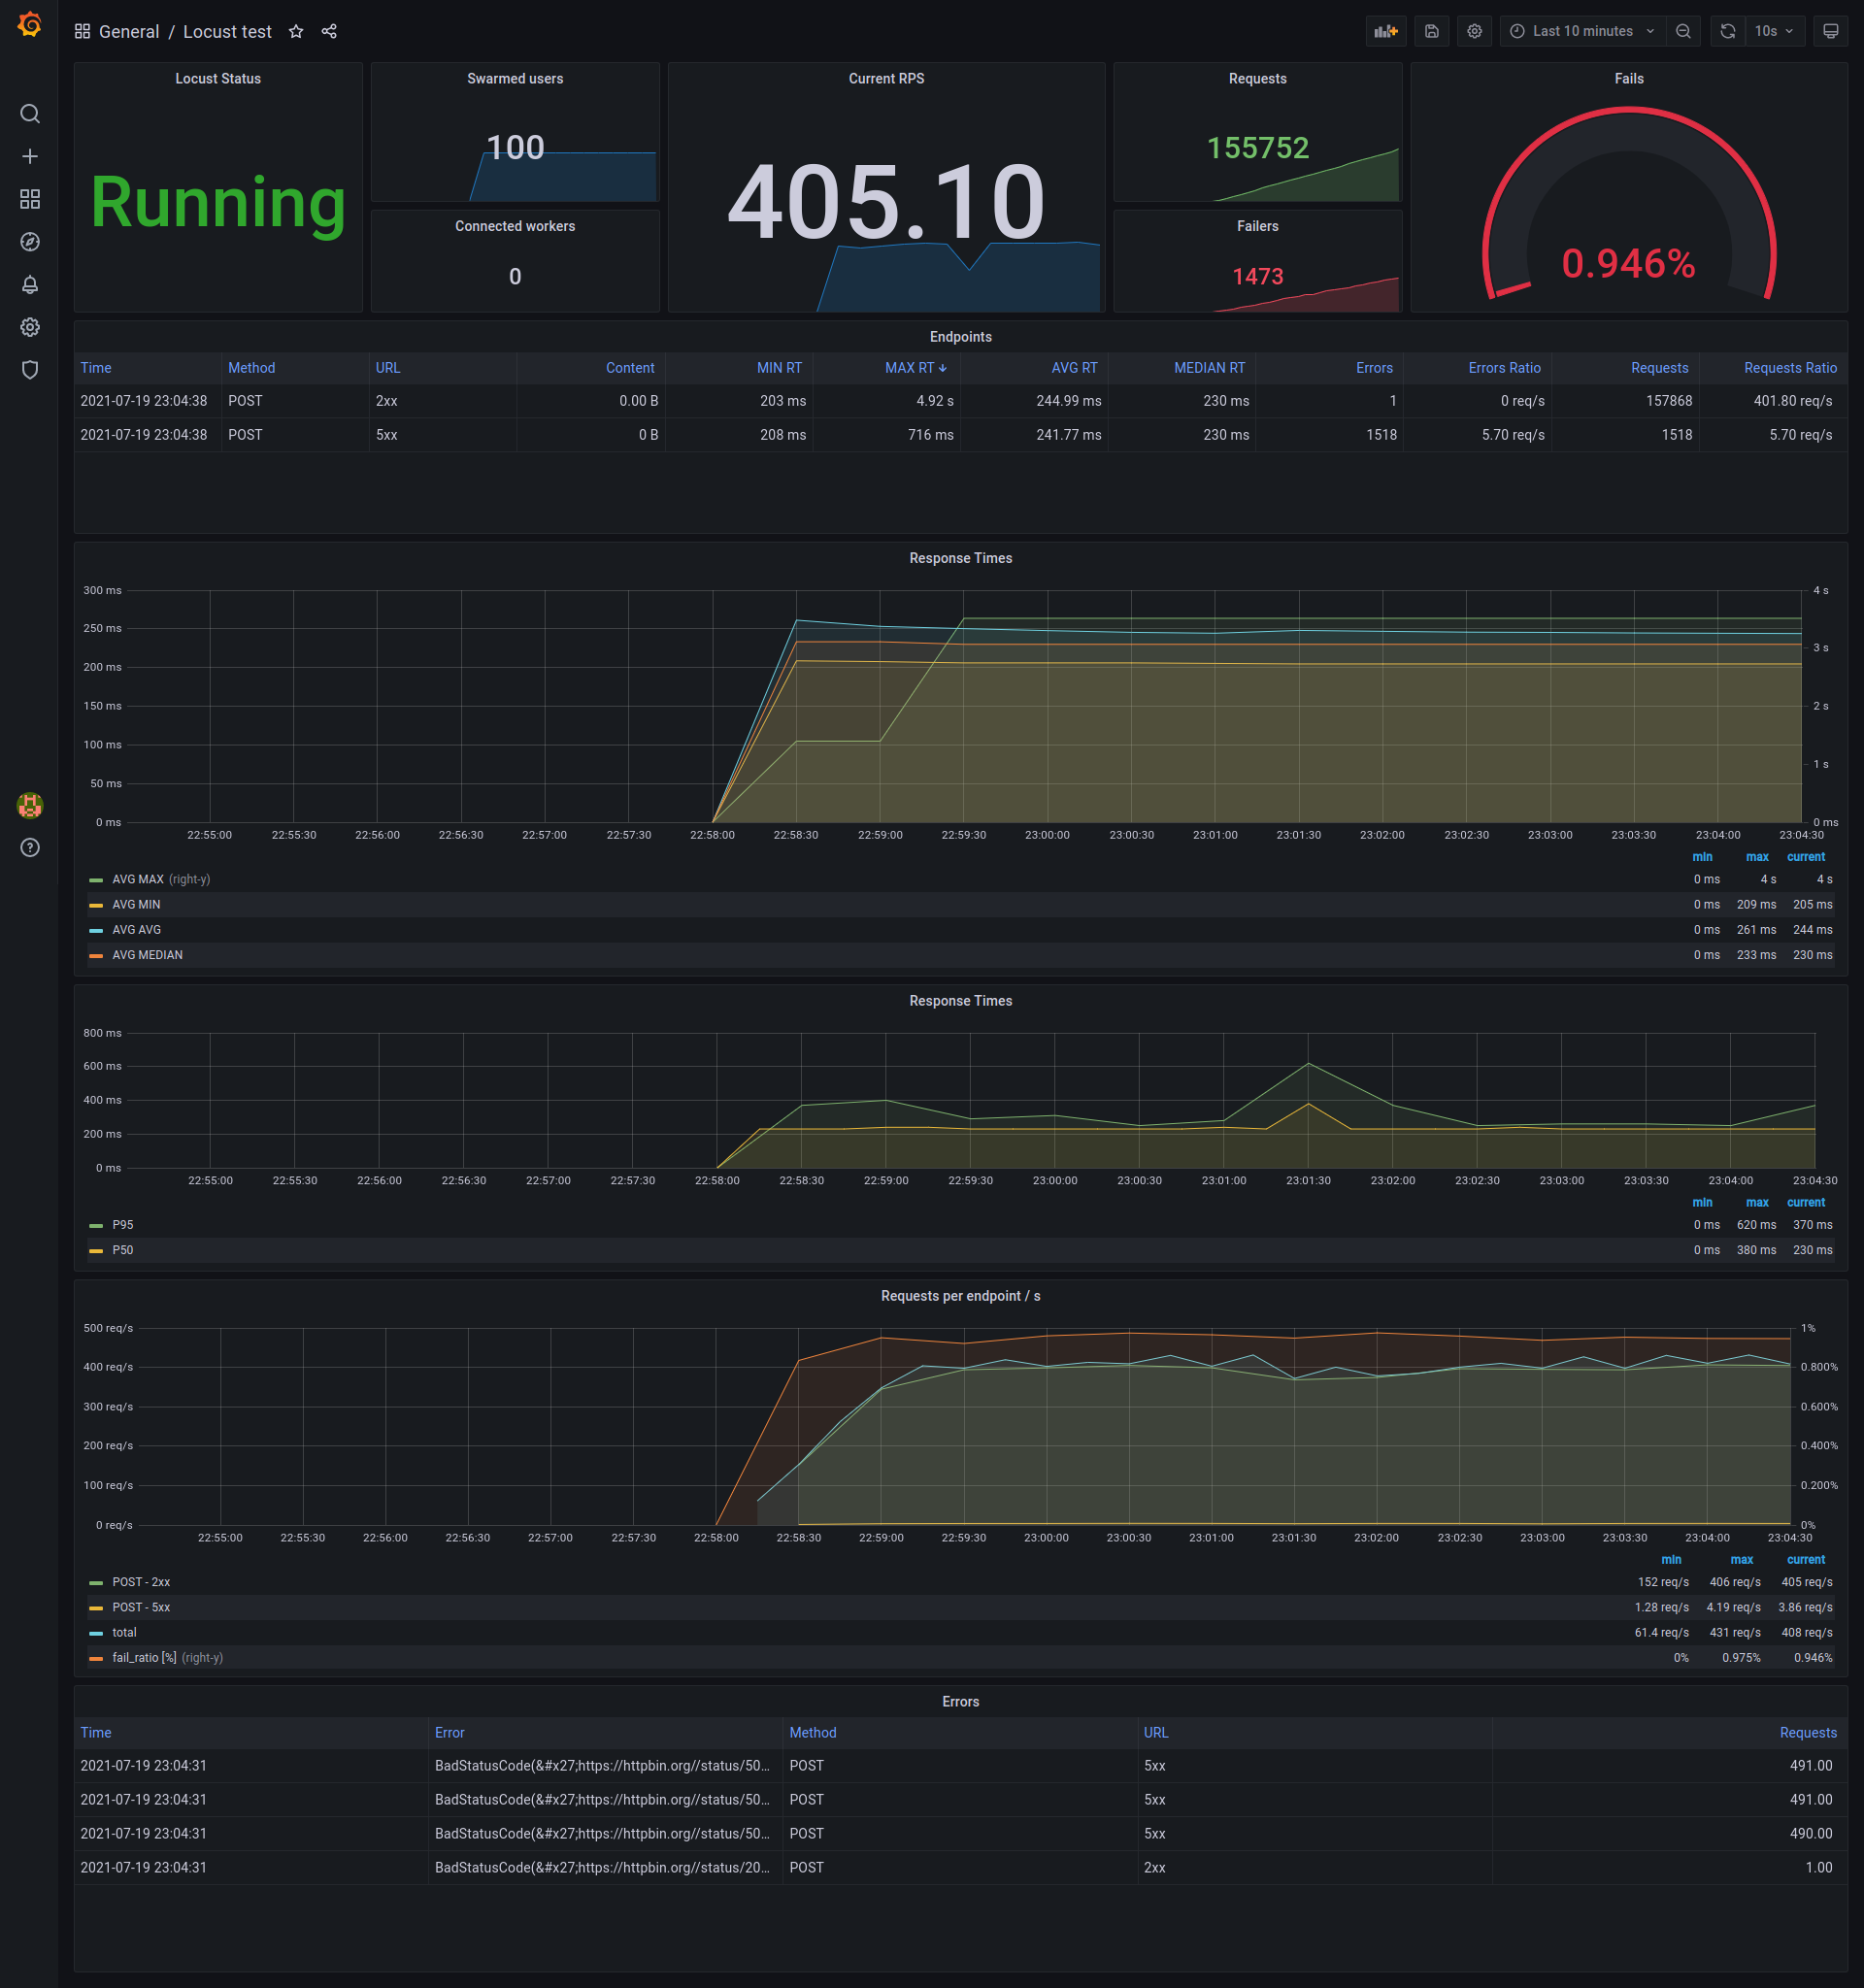 General / Locust test
Last 10 minutes
10s
Locust Status
Running
Swarmed users
100
Connected workers
0
Current RPS
405.10
Requests
155752
Failers
1473
Fails
0.946%
Endpoints
Time Method URL Content MIN RT MAX RT AVG RT MEDIAN RT Errors Errors Ratio Requests Requests Ratio
2021-07-19 23:04:38 POST 2xx 0.00 B 203 ms 4.92 s 244.99 ms 230 ms 1 0 req/s 157868 401.80 req/s
2021-07-19 23:04:38 POST 5xx 0 B 208 ms 716 ms 241.77 ms 230 ms 1518 5.70 req/s 1518 5.70 req/s
Response Times
300 ms 4 s
250 ms
200 ms 3 s
150 ms 2 s
100 ms
50 ms 1 s
0 ms 0 ms
22:55:00 22:55:30 22:56:00 22:56:30 22:57:00 22:57:30 22:58:00 22:58:30 22:59:00 22:59:30 23:00:00 23:00:30 23:01:00 23:01:30 23:02:00 23:02:30 23:03:00 23:03:30 23:04:00 23:04:30
min max current
AVG MAX (right-y) 0 ms 4 s 4 s
AVG MIN 0 ms 209 ms 205 ms
AVG AVG 0 ms 261 ms 244 ms
AVG MEDIAN 0 ms 233 ms 230 ms
Response Times
800 ms
600 ms
400 ms
200 ms
0 ms
22:55:00 22:55:30 22:56:00 22:56:30 22:57:00 22:57:30 22:58:00 22:58:30 22:59:00 22:59:30 23:00:00 23:00:30 23:01:00 23:01:30 23:02:00 23:02:30 23:03:00 23:03:30 23:04:00 23:04:30
min max current
P95 0 ms 620 ms 370 ms
P50 0 ms 380 ms 230 ms
Requests per endpoint / s
500 req/s 1%
400 req/s 0.800%
300 req/s 0.600%
200 req/s 0.400%
100 req/s 0.200%
0 req/s 0%
22:55:00 22:55:30 22:56:00 22:56:30 22:57:00 22:57:30 22:58:00 22:58:30 22:59:00 22:59:30 23:00:00 23:00:30 23:01:00 23:01:30 23:02:00 23:02:30 23:03:00 23:03:30 23:04:00 23:04:30
min max current
POST - 2xx 152 req/s 406 req/s 405 req/s
POST - 5xx 1.28 req/s 4.19 req/s 3.86 req/s
total 61.4 req/s 431 req/s 408 req/s
fail_ratio [%] (right-y) 0% 0.975% 0.946%
Errors
Time Error Method URL Requests
2021-07-19 23:04:31 BadStatusCode(&#x27;https://httpbin.org//status/50... POST 5xx 491.00
2021-07-19 23:04:31 BadStatusCode(&#x27;https://httpbin.org//status/50... POST 5xx 491.00
2021-07-19 23:04:31 BadStatusCode(&#x27;https://httpbin.org//status/50... POST 5xx 490.00
2021-07-19 23:04:31 BadStatusCode(&#x27;https://httpbin.org//status/20... POST 2xx 1.00